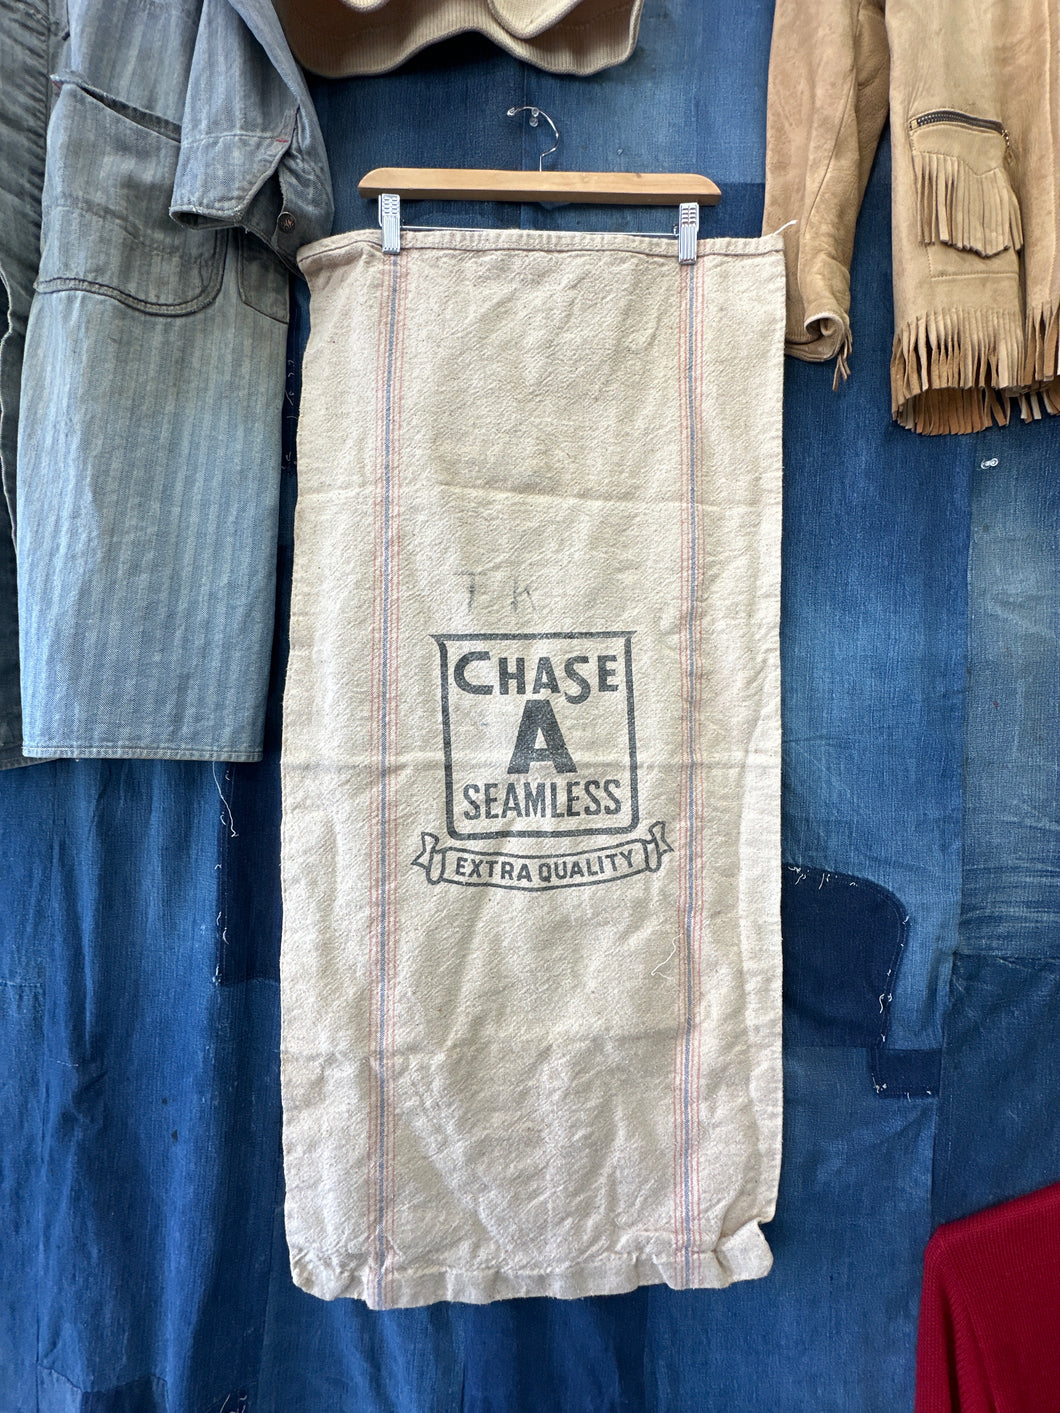 T K
CHASE
A
SEAMLESS
EXTRA QUALITY